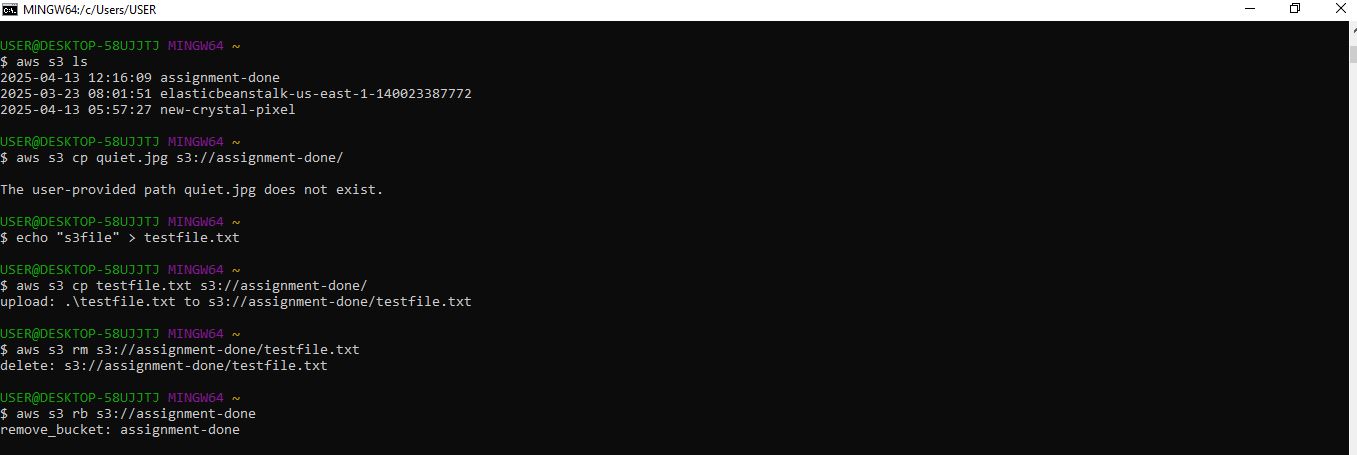 MINGW64:/c/Users/USER
USER@DESKTOP-58UJJTJ MINGW64 ~
$ aws s3 ls
2025-04-13 12:16:09 assignment-done
2025-03-23 08:01:51 elasticbeanstalk-us-east-1-140023387772
2025-04-13 05:57:27 new-crystal-pixel
USER@DESKTOP-58UJJTJ MINGW64 ~
$ aws s3 cp quiet.jpg s3://assignment-done/
The user-provided path quiet.jpg does not exist.
USER@DESKTOP-58UJJTJ MINGW64 ~
$ echo "s3file" > testfile.txt
USER@DESKTOP-58UJJTJ MINGW64 ~
$ aws s3 cp testfile.txt s3://assignment-done/
upload: .\testfile.txt to s3://assignment-done/testfile.txt
USER@DESKTOP-58UJJTJ MINGW64 ~
$ aws s3 rm s3://assignment-done/testfile.txt
delete: s3://assignment-done/testfile.txt
USER@DESKTOP-58UJJTJ MINGW64 ~
$ aws s3 rb s3://assignment-done
remove_bucket: assignment-done